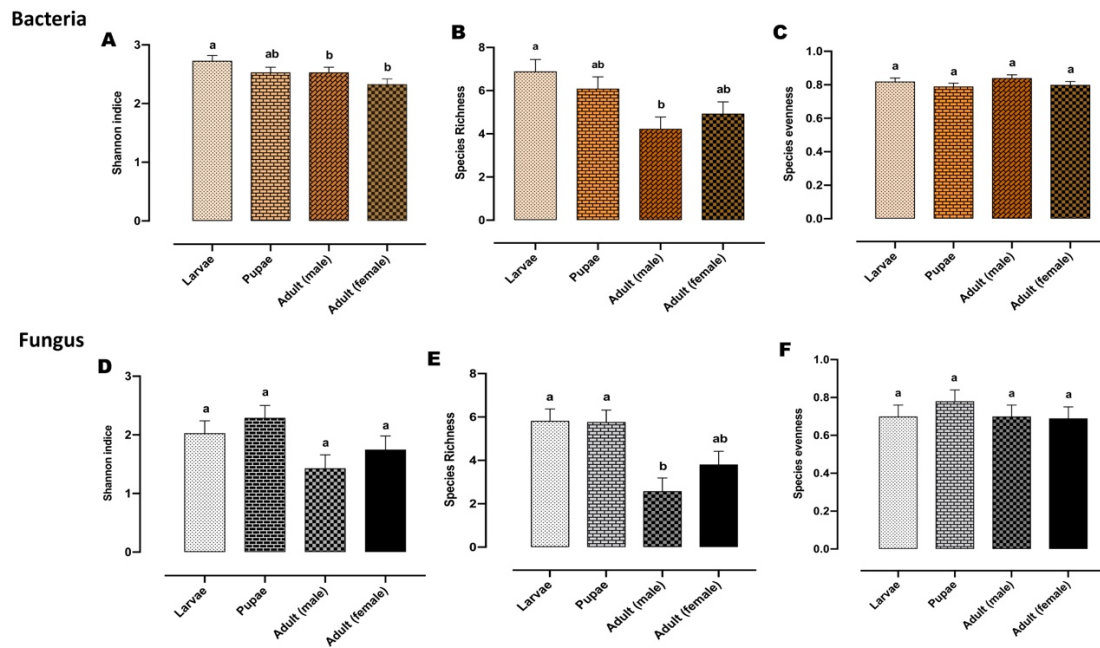 Bacteria
A
Shannon indice
3
2
1
0
a
ab
b
b
Larvae
Pupae
Adult (male)
Adult (female)
B
Species Richness
8
6
4
2
0
a
ab
b
ab
Larvae
Pupae
Adult (male)
Adult (female)
C
Species evenness
1.0
0.8
0.6
0.4
0.2
0.0
a
a
a
a
Larvae
Pupae
Adult (male)
Adult (female)
Fungus
D
Shannon indice
3
2
1
0
a
a
a
a
Larvae
Pupae
Adult (male)
Adult (female)
E
Species Richness
8
6
4
2
0
a
a
b
ab
Larvae
Pupae
Adult (male)
Adult (female)
F
Species evenness
1.0
0.8
0.6
0.4
0.2
0.0
a
a
a
a
Larvae
Pupae
Adult (male)
Adult (female)